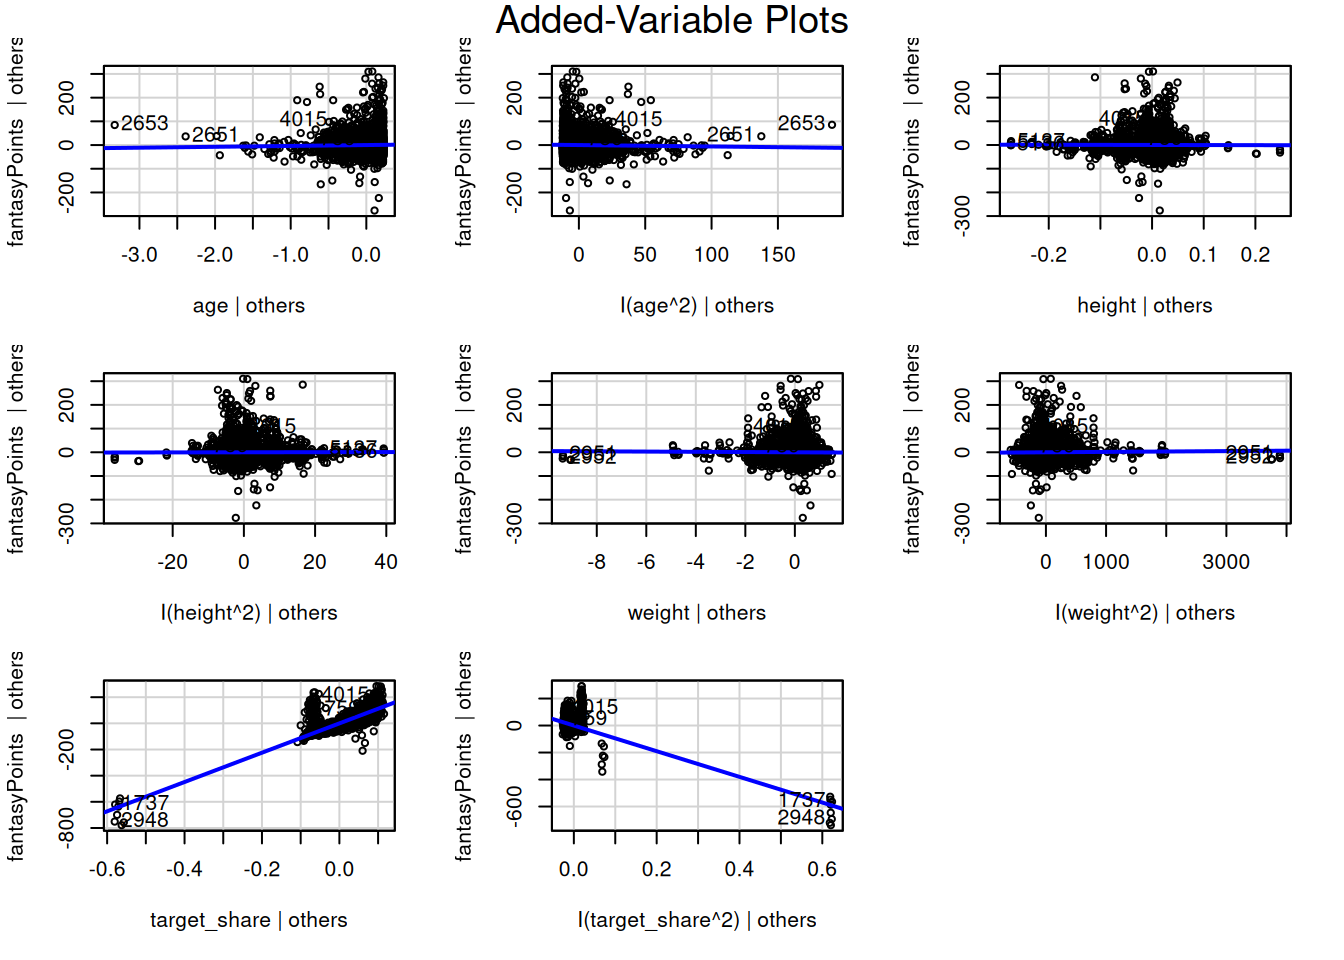 Added-Variable Plots
fantasyPoints | others
200
0
-200
2653
2651
4015
-3.0 -2.0 -1.0 0.0
age | others
fantasyPoints | others
200
0
-200
4015
2651
2653
0 50 100 150
I(age^2) | others
fantasyPoints | others
200
0
-300
-0.2 0.0 0.1 0.2
height | others
fantasyPoints | others
200
0
-300
-20 0 20 40
I(height^2) | others
fantasyPoints | others
200
0
-300
2951
2952
-8 -6 -4 -2 0
weight | others
fantasyPoints | others
200
0
-300
2951
2952
0 1000 3000
I(weight^2) | others
fantasyPoints | others
-200
-800
4015
1737
2948
-0.6 -0.4 -0.2 0.0
target_share | others
fantasyPoints | others
0
-600
1737
2948
0.0 0.2 0.4 0.6
I(target_share^2) | others